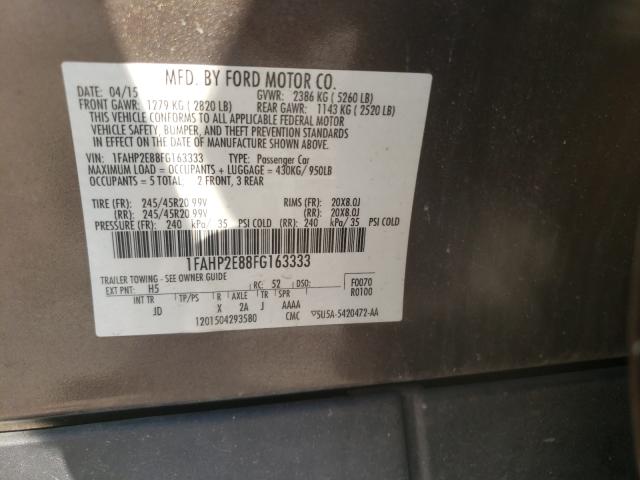 MFD. BY FORD MOTOR CO.
DATE: 04/15 GVWR: 2386 KG ( 5260 LB)
FRONT GAWR: 1279 KG ( 2820 LB) REAR GAWR: 1143 KG ( 2520 LB)
THIS VEHICLE CONFORMS TO ALL APPLICABLE FEDERAL MOTOR
VEHICLE SAFETY, BUMPER, AND THEFT PREVENTION STANDARDS
IN EFFECT ON THE DATE OF MANUFACTURE SHOWN ABOVE.
VIN: 1FAHP2E88FG163333 TYPE: Passenger Car
MAXIMUM LOAD = OCCUPANTS + LUGGAGE = 430KG/ 950LB
OCCUPANTS = 5 TOTAL: 2 FRONT, 3 REAR
TIRE (FR): 245/45R20 99V RIMS (FR): 20X8.0J
(RR): 245/45R20 99V (RR): 20X8.0J
PRESSURE (FR): 240 kPa/ 35 PSI COLD (RR): 240 kPa/ 35 PSI COLD
1FAHP2E88FG163333
TRAILER TOWING - SEE OWNER GUIDE
EXT PNT: H5 RC: 52 DSO: F0070
INT TR TP/PS R AXLE TR SPR R0100
JD X 2A J AAAA
1201504293580 CMC ▽5U5A-5420472-AA